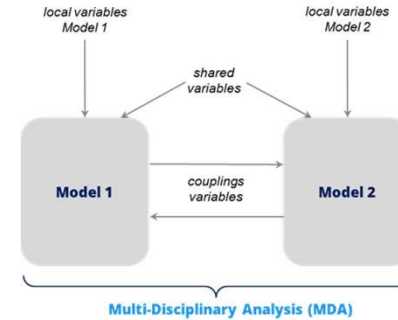 local variables
Model 1
local variables
Model 2
shared
variables
Model 1
couplings
variables
Model 2
Multi-Disciplinary Analysis (MDA)